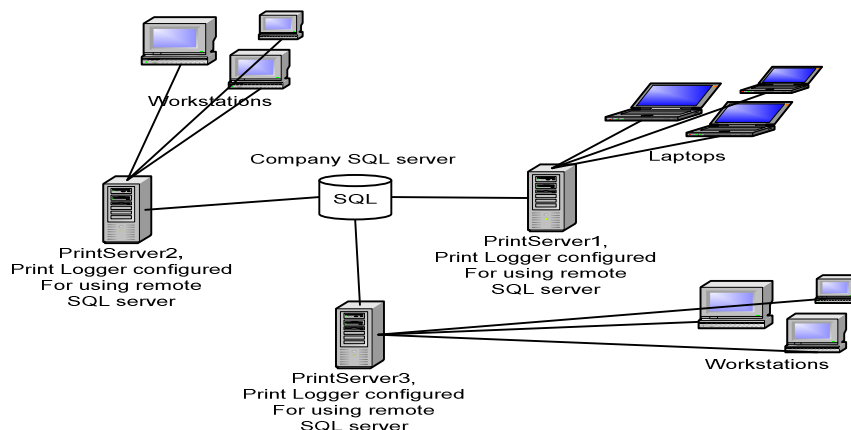 Workstations
Laptops
Company SQL server
SQL
PrintServer2,
Print Logger configured
For using remote
SQL server
PrintServer1,
Print Logger configured
For using remote
SQL server
Workstations
PrintServer3,
Print Logger configured
For using remote
SQL server